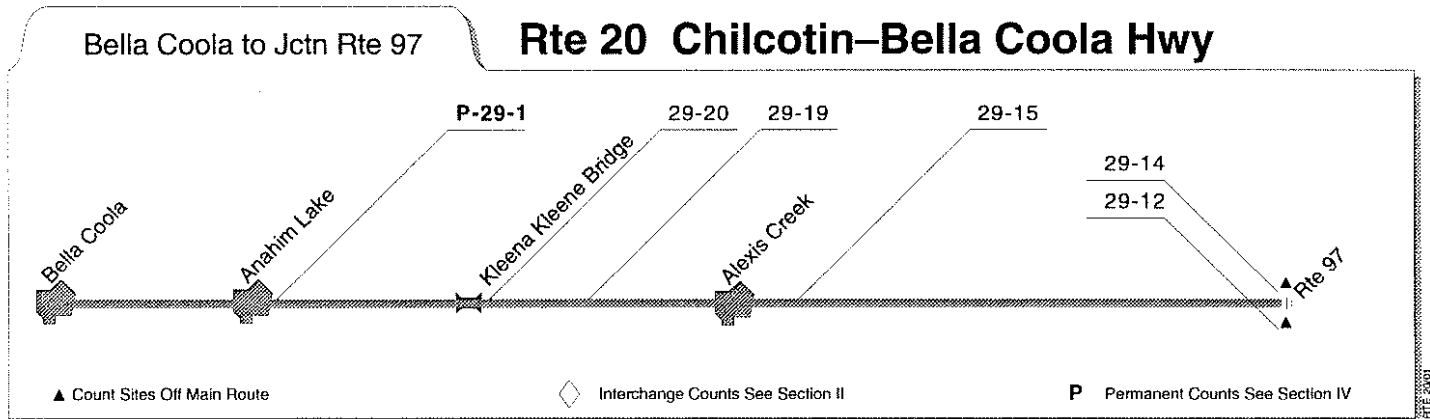 Bella Coola to Jctn Rte 97
Rte 20 Chilcotin–Bella Coola Hwy
P-29-1
29-20
29-19
29-15
29-14
29-12
Bella Coola
Anahim Lake
Kleena Kleene Bridge
Alexis Creek
Rte 97
▲ Count Sites Off Main Route
Interchange Counts See Section II
P Permanent Counts See Section IV